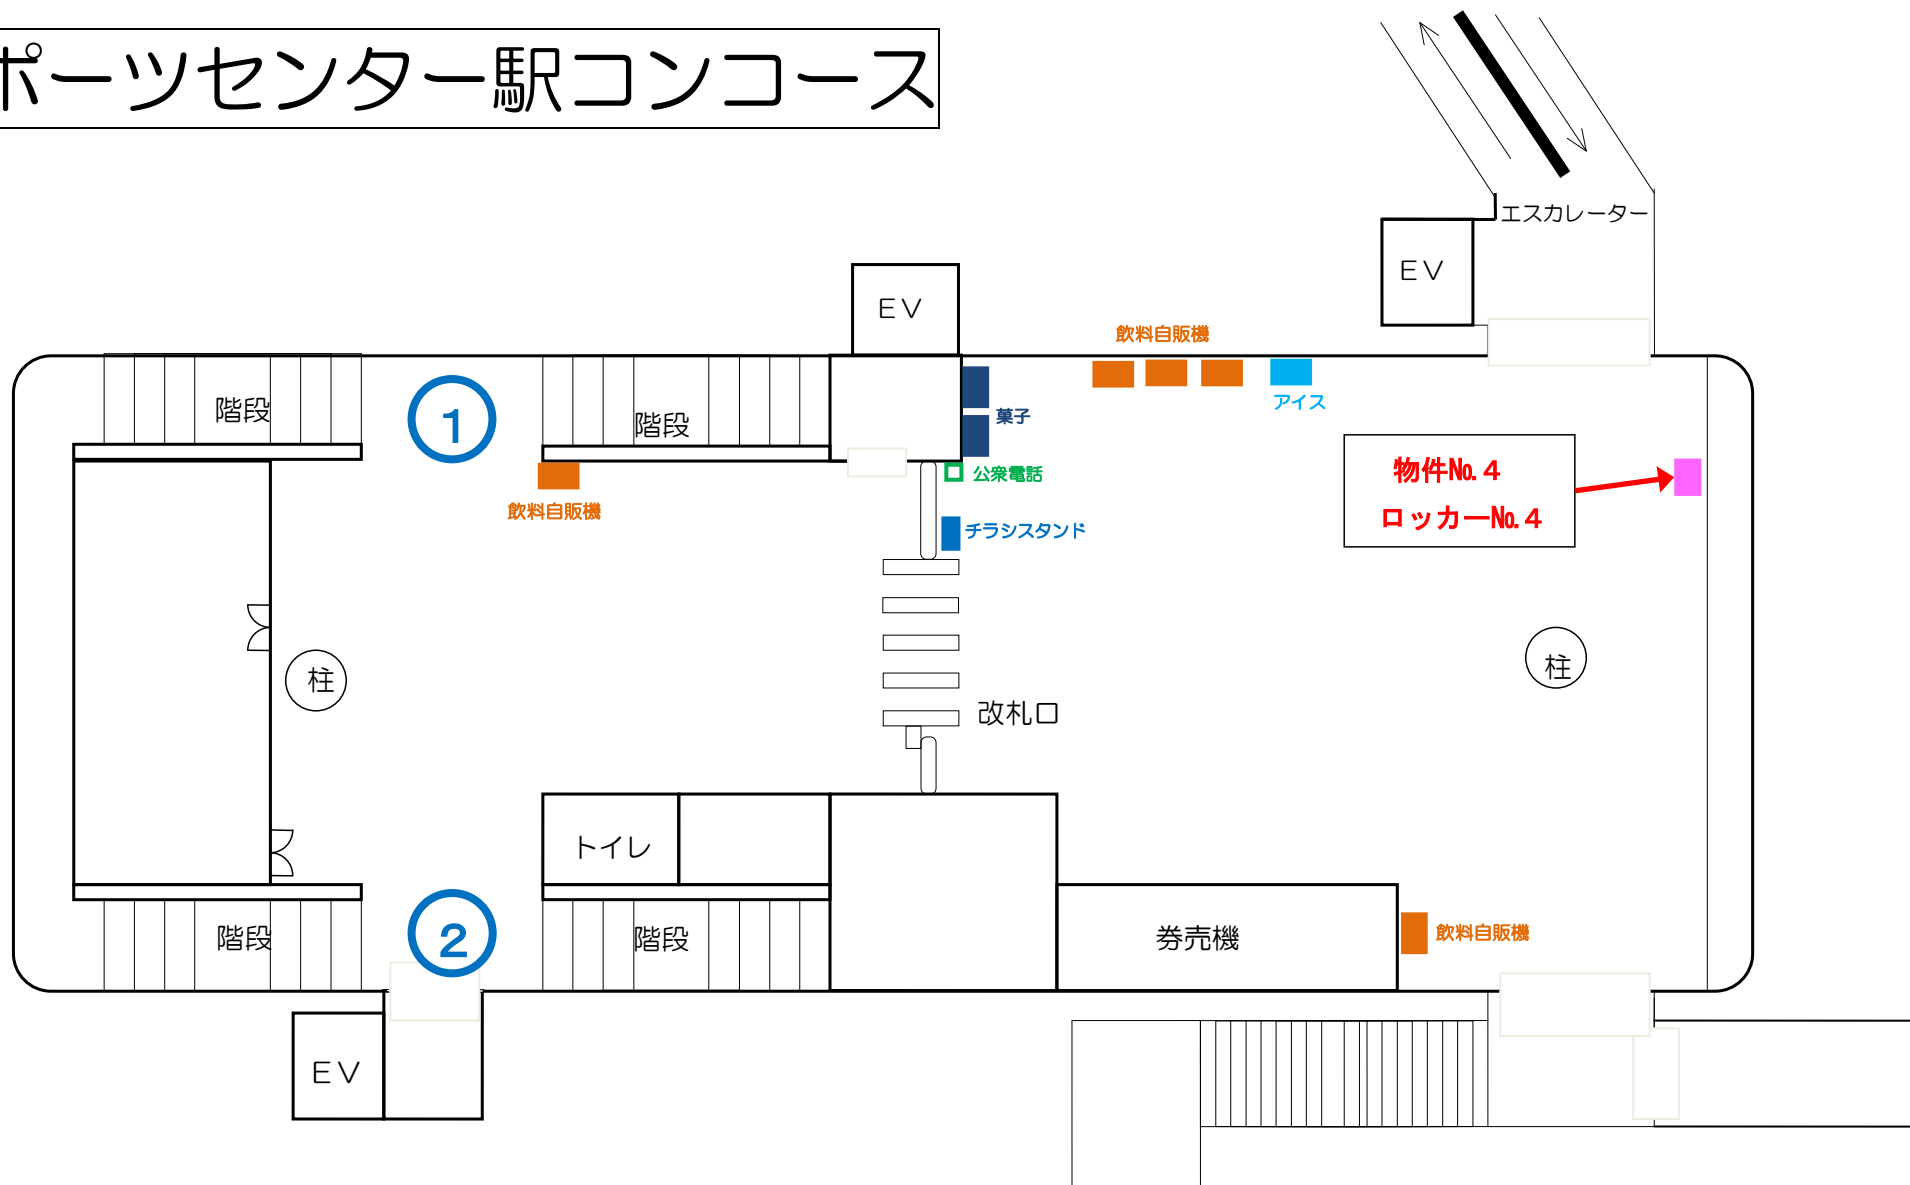 ポーツセンター駅コンコース
エスカレーター
EV
EV
飲料自販機
階段
1
階段
菓子
アイス
公衆電話
物件No.4
ロッカーNo.4
飲料自販機
チラシスタンド
柱
柱
改札口
トイレ
階段
2
階段
券売機
飲料自販機
EV